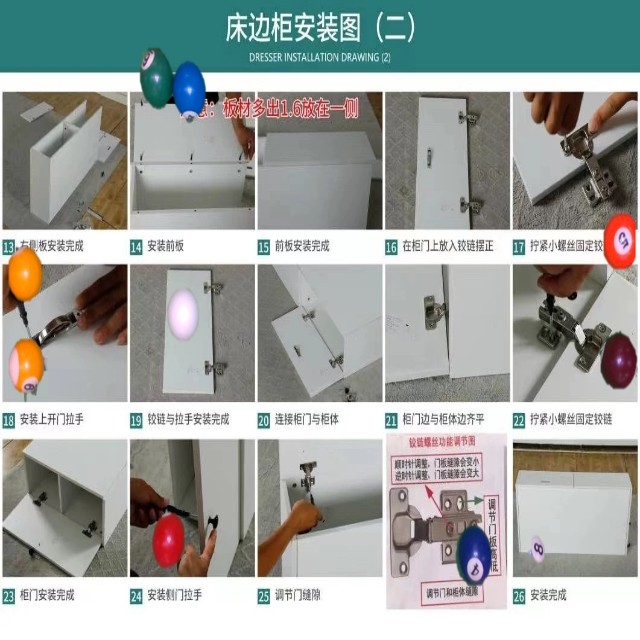 床边柜安装图（二）
DRESSER INSTALLATION DRAWING (2)
：板材多出1.6放在一侧
13 右侧板安装完成
14 安装前板
15 前板安装完成
16 在柜门上放入铰链摆正
17 拧紧小螺丝固定铰
18 安装上开门拉手
19 铰链与拉手安装完成
20 连接柜门与柜体
21 柜门边与柜体边齐平
22 拧紧小螺丝固定铰链
铰链螺丝功能调节图
顺时针调整，门板缝隙会变小
逆时针调整，门板缝隙会变大
调节门板高低
调节门和柜体缝隙
23 柜门安装完成
24 安装侧门拉手
25 调节门缝隙
26 安装完成
5
6
4
8